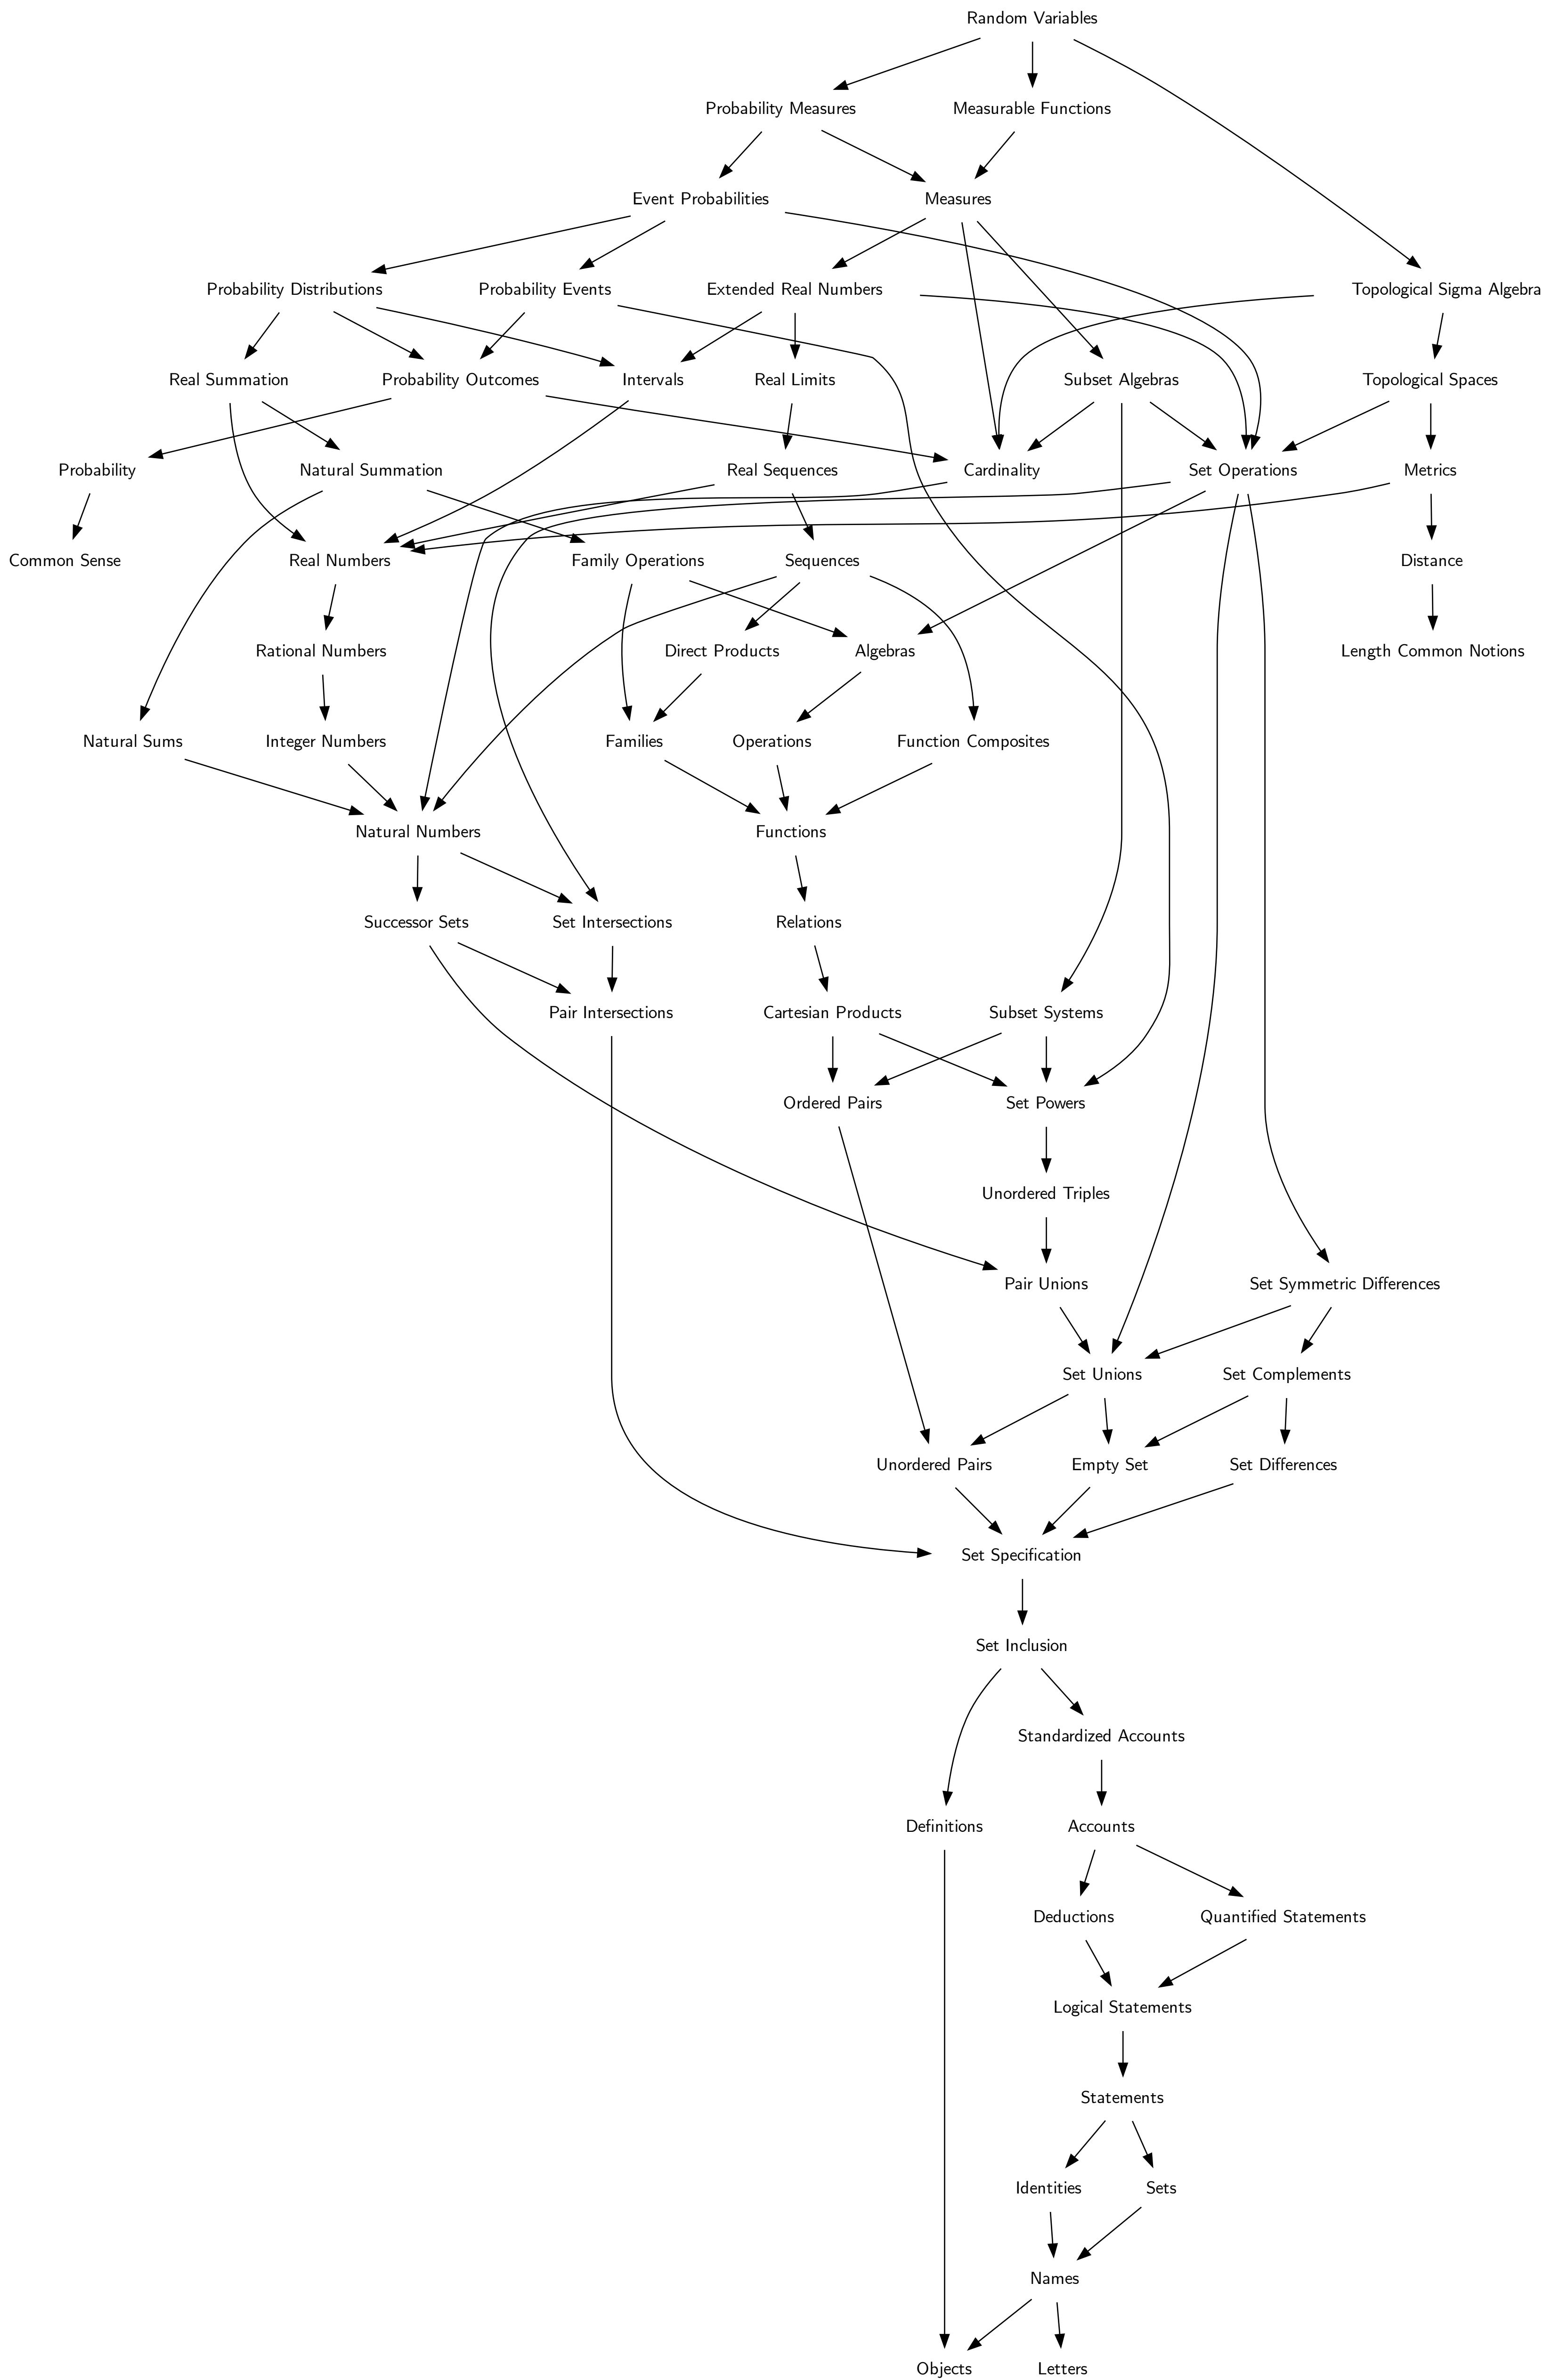 Random Variables
Probability Measures
Measurable Functions
Event Probabilities
Measures
Probability Distributions
Probability Events
Extended Real Numbers
Topological Sigma Algebra
Real Summation
Probability Outcomes
Intervals
Real Limits
Subset Algebras
Topological Spaces
Probability
Natural Summation
Real Sequences
Cardinality
Set Operations
Metrics
Common Sense
Real Numbers
Family Operations
Sequences
Distance
Rational Numbers
Direct Products
Algebras
Length Common Notions
Natural Sums
Integer Numbers
Families
Operations
Function Composites
Natural Numbers
Functions
Successor Sets
Set Intersections
Relations
Pair Intersections
Cartesian Products
Subset Systems
Ordered Pairs
Set Powers
Unordered Triples
Pair Unions
Set Symmetric Differences
Set Unions
Set Complements
Unordered Pairs
Empty Set
Set Differences
Set Specification
Set Inclusion
Standardized Accounts
Definitions
Accounts
Deductions
Quantified Statements
Logical Statements
Statements
Identities
Sets
Names
Objects
Letters